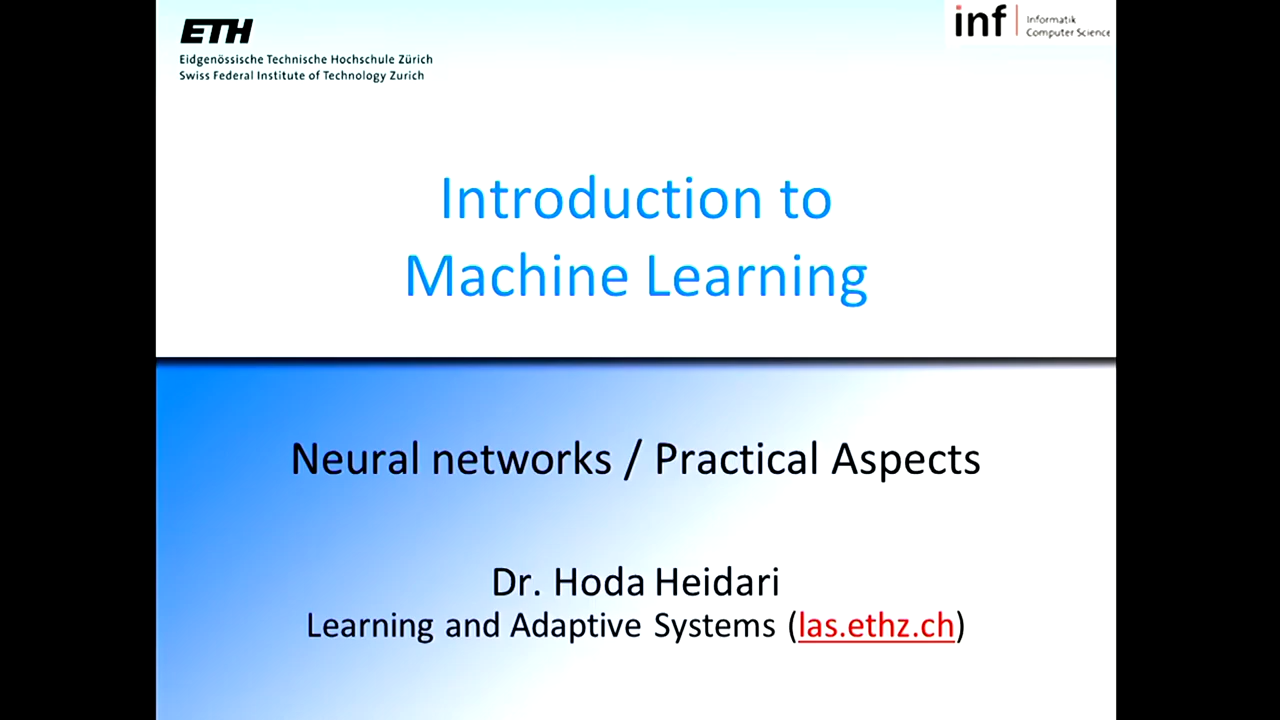 ETH
Eidgenössische Technische Hochschule Zürich
Swiss Federal Institute of Technology Zurich
inf
Informatik
Computer Science
Introduction to
Machine Learning
Neural networks / Practical Aspects
Dr. Hoda Heidari
Learning and Adaptive Systems (las.ethz.ch)